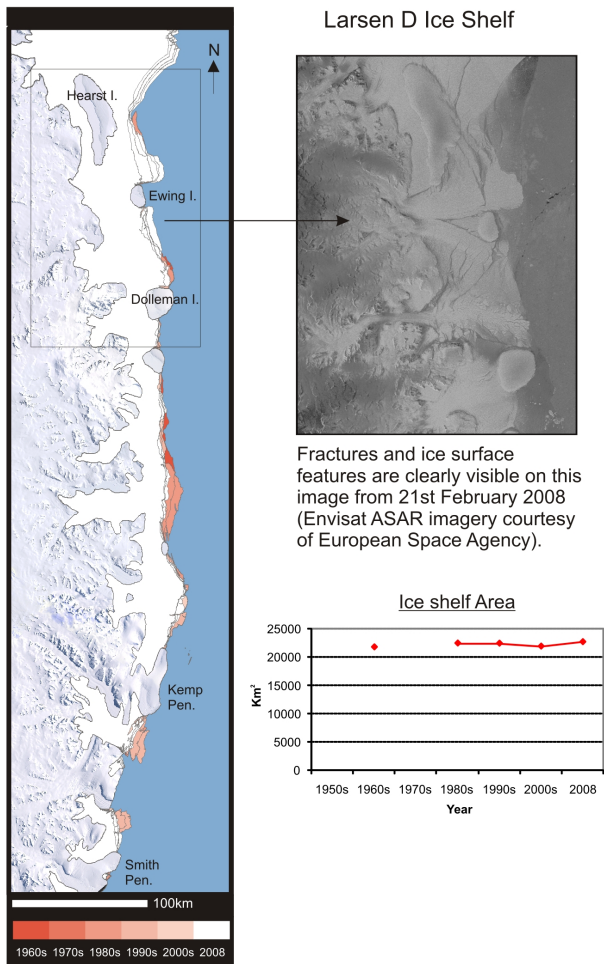 Larsen D Ice Shelf
N
Hearst I.
Ewing I.
Dolleman I.
Kemp
Pen.
Smith
Pen.
100km
1960s 1970s 1980s 1990s 2000s 2008
Fractures and ice surface
features are clearly visible on this
image from 21st February 2008
(Envisat ASAR imagery courtesy
of European Space Agency).
Ice shelf Area
Km²
25000
20000
15000
10000
5000
0
1950s 1960s 1970s 1980s 1990s 2000s 2008
Year